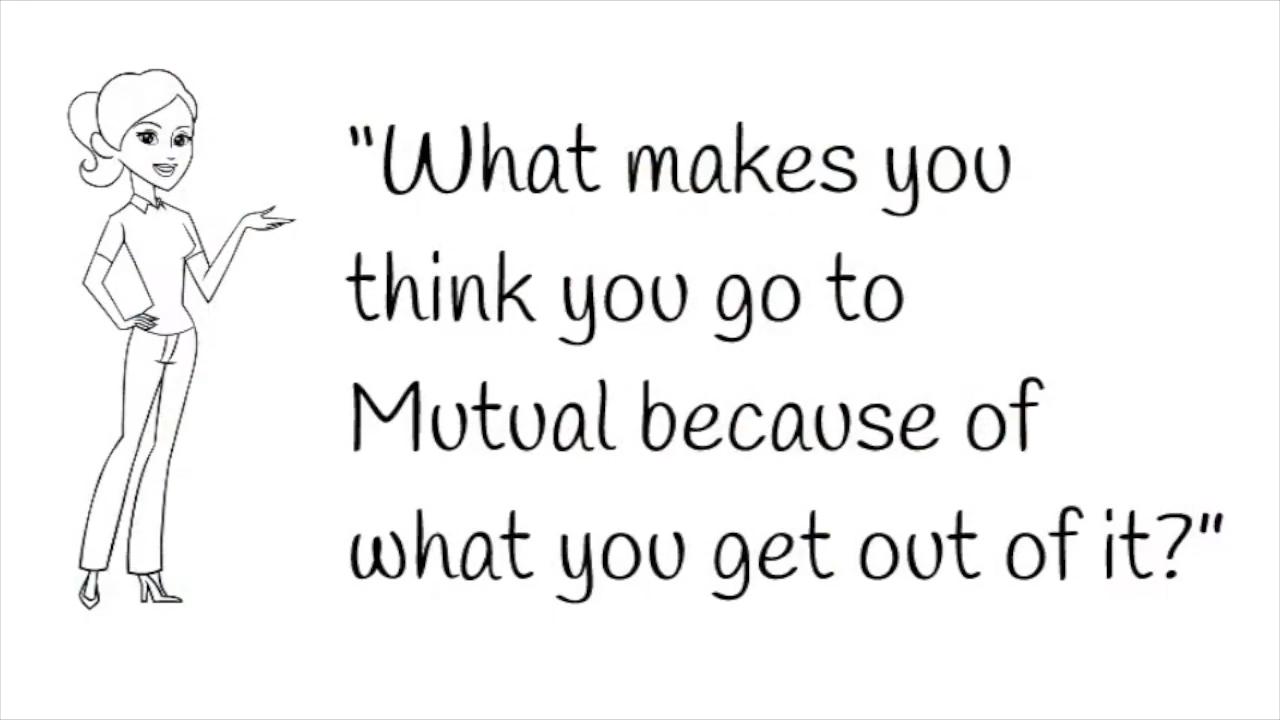 "What makes you
think you go to
Mutual because of
what you get out of it?"